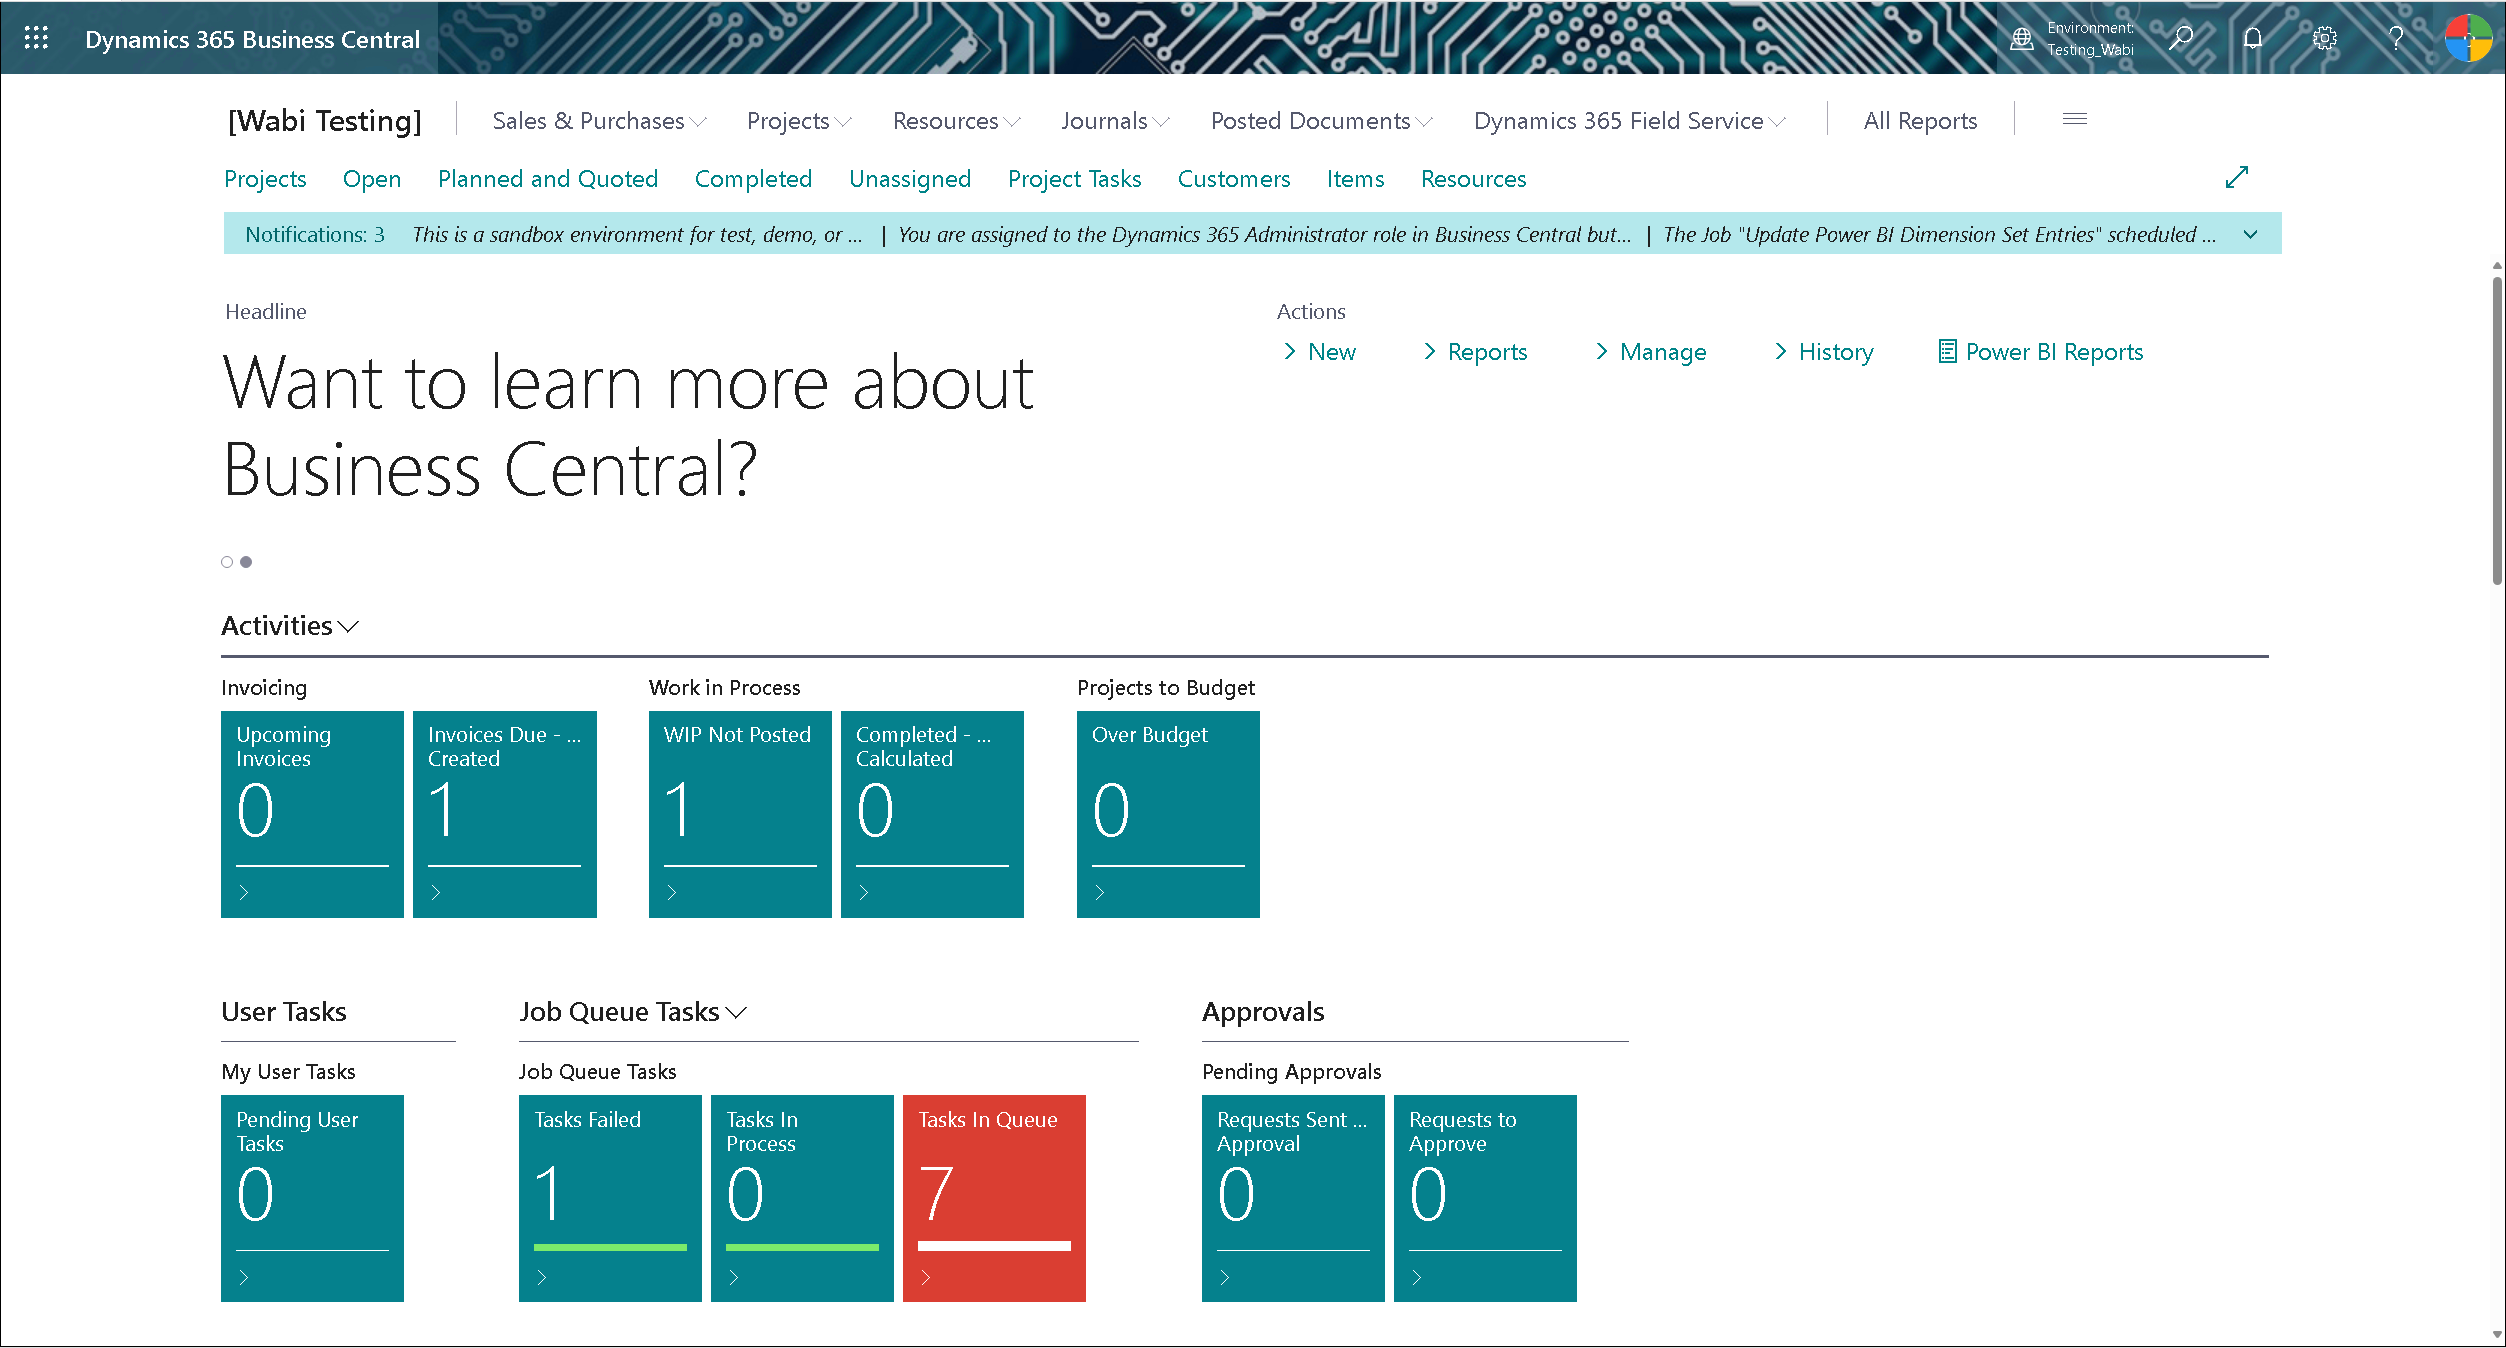 Dynamics 365 Business Central
Environment:
Testing_Wabi
[Wabi Testing]
Sales & Purchases
Projects
Resources
Journals
Posted Documents
Dynamics 365 Field Service
All Reports
Projects
Open
Planned and Quoted
Completed
Unassigned
Project Tasks
Customers
Items
Resources
Notifications: 3
This is a sandbox environment for test, demo, or ... | You are assigned to the Dynamics 365 Administrator role in Business Central but... | The Job "Update Power BI Dimension Set Entries" scheduled ...
Headline
Want to learn more about
Business Central?
Actions
New
Reports
Manage
History
Power BI Reports
Activities
Invoicing
Upcoming
Invoices
0
Invoices Due - ...
Created
1
Work in Process
WIP Not Posted
1
Completed - ...
Calculated
0
Projects to Budget
Over Budget
0
User Tasks
My User Tasks
Pending User
Tasks
0
Job Queue Tasks
Job Queue Tasks
Tasks Failed
1
Tasks In
Process
0
Tasks In Queue
7
Approvals
Pending Approvals
Requests Sent ...
Approval
0
Requests to
Approve
0